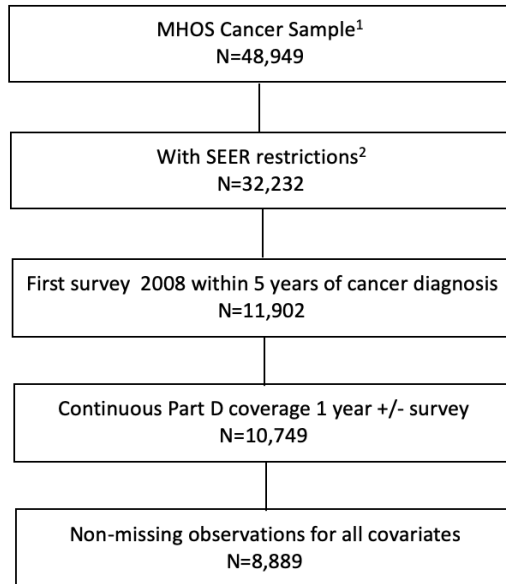 MHOS Cancer Sample¹
N=48,949
With SEER restrictions²
N=32,232
First survey 2008 within 5 years of cancer diagnosis
N=11,902
Continuous Part D coverage 1 year +/- survey
N=10,749
Non-missing observations for all covariates
N=8,889